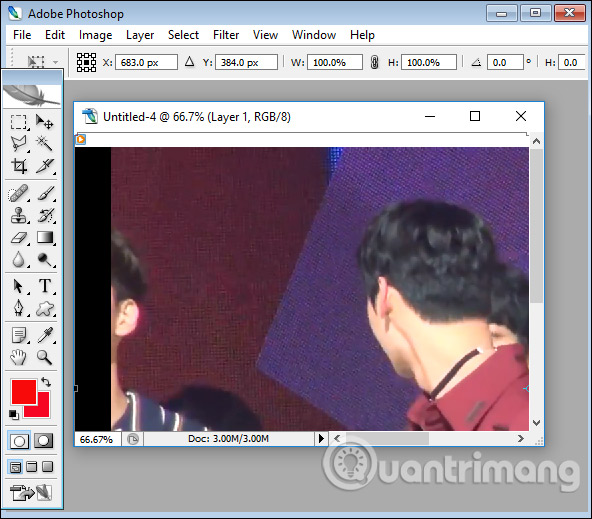 Adobe Photoshop
File Edit Image Layer Select Filter View Window Help
X: 683.0 px Y: 384.0 px W: 100.0% H: 100.0% 0.0 ° H: 0.0
Untitled-4 @ 66.7% (Layer 1, RGB/8)
T
66.67% Doc: 3.00M/3.00M
Quantrimang